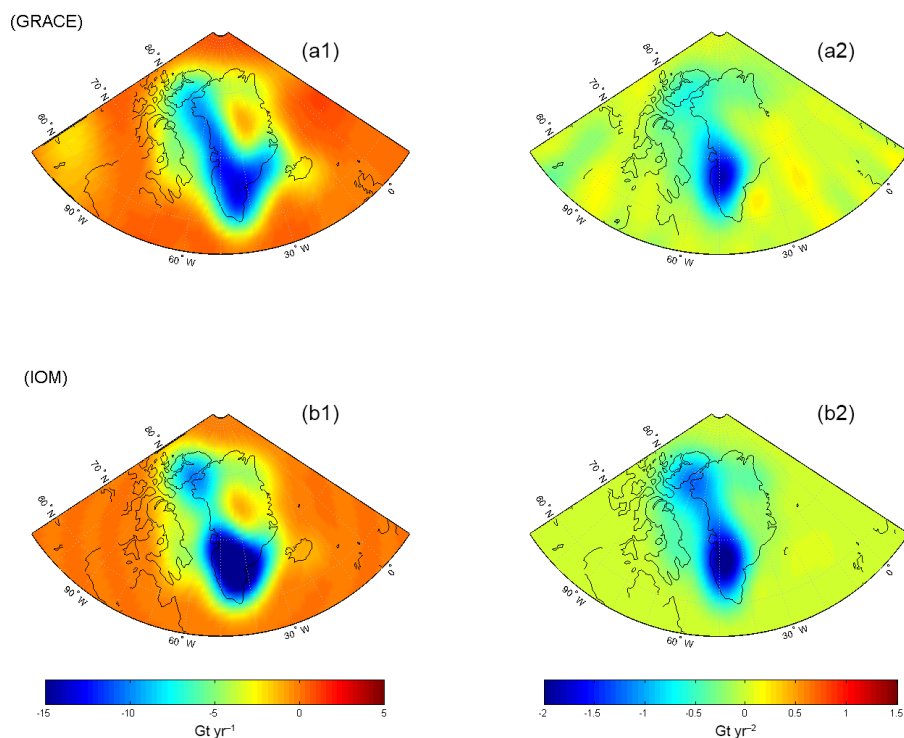 (GRACE)
(a1)
(a2)
80° N
70° N
60° N
90° W
60° W
30° W
0°
80° N
70° N
60° N
90° W
60° W
30° W
0°
(IOM)
(b1)
(b2)
80° N
70° N
60° N
90° W
60° W
30° W
0°
80° N
70° N
60° N
90° W
60° W
30° W
0°
-15 -10 -5 0 5
Gt yr⁻¹
-2 -1.5 -1 -0.5 0 0.5 1 1.5
Gt yr⁻²